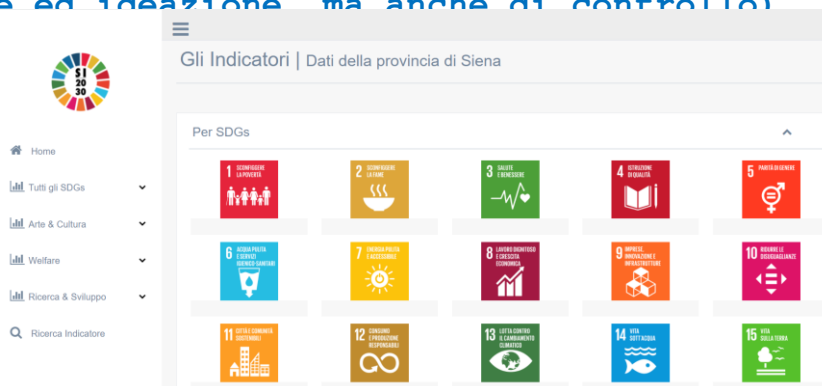 e ed ideazione, ma anche di controllo)
SI
20
30
Gli Indicatori | Dati della provincia di Siena
Home
Tutti gli SDGs
Arte & Cultura
Welfare
Ricerca & Sviluppo
Ricerca Indicatore
Per SDGs
1 SCONFIGGERE
LA POVERTÀ
2 SCONFIGGERE
LA FAME
3 SALUTE
E BENESSERE
4 ISTRUZIONE
DI QUALITÀ
5 PARITÀ DI GENERE
6 ACQUA PULITA
E SERVIZI
IGIENICO-SANITARI
7 ENERGIA PULITA
E ACCESSIBILE
8 LAVORO DIGNITOSO
E CRESCITA
ECONOMICA
9 IMPRESE,
INNOVAZIONE E
INFRASTRUTTURE
10 RIDURRE LE
DISUGUAGLIANZE
11 CITTÀ E COMUNITÀ
SOSTENIBILI
12 CONSUMO
E PRODUZIONE
RESPONSABILI
13 LOTTA CONTRO
IL CAMBIAMENTO
CLIMATICO
14 VITA
SOTT'ACQUA
15 VITA
SULLA TERRA